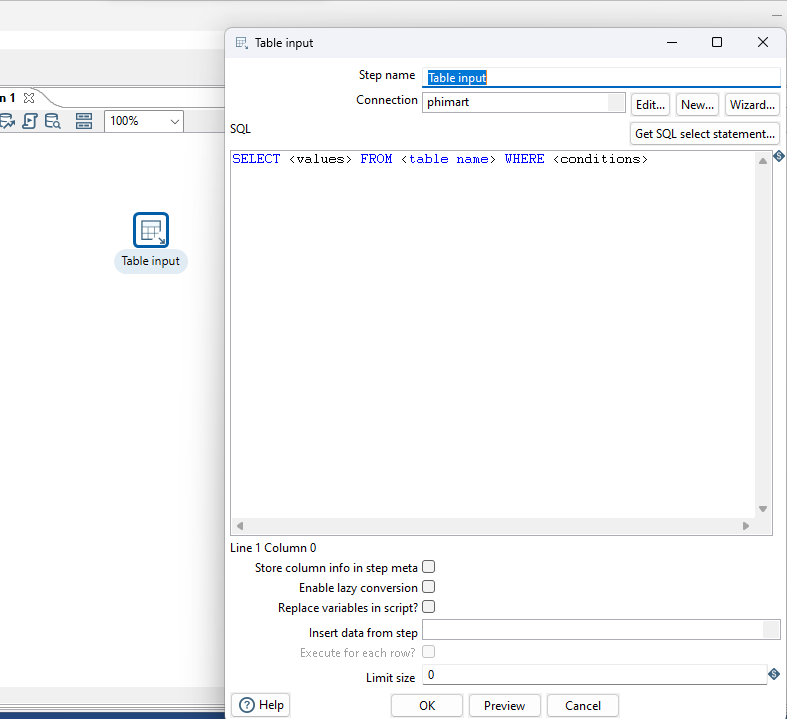 Table input
n 1
100%
Table input
Step name Table input
Connection phimart Edit... New... Wizard...
SQL
Get SQL select statement...
SELECT <values> FROM <table name> WHERE <conditions>
Line 1 Column 0
Store column info in step meta
Enable lazy conversion
Replace variables in script?
Insert data from step
Execute for each row?
Limit size 0
Help OK Preview Cancel